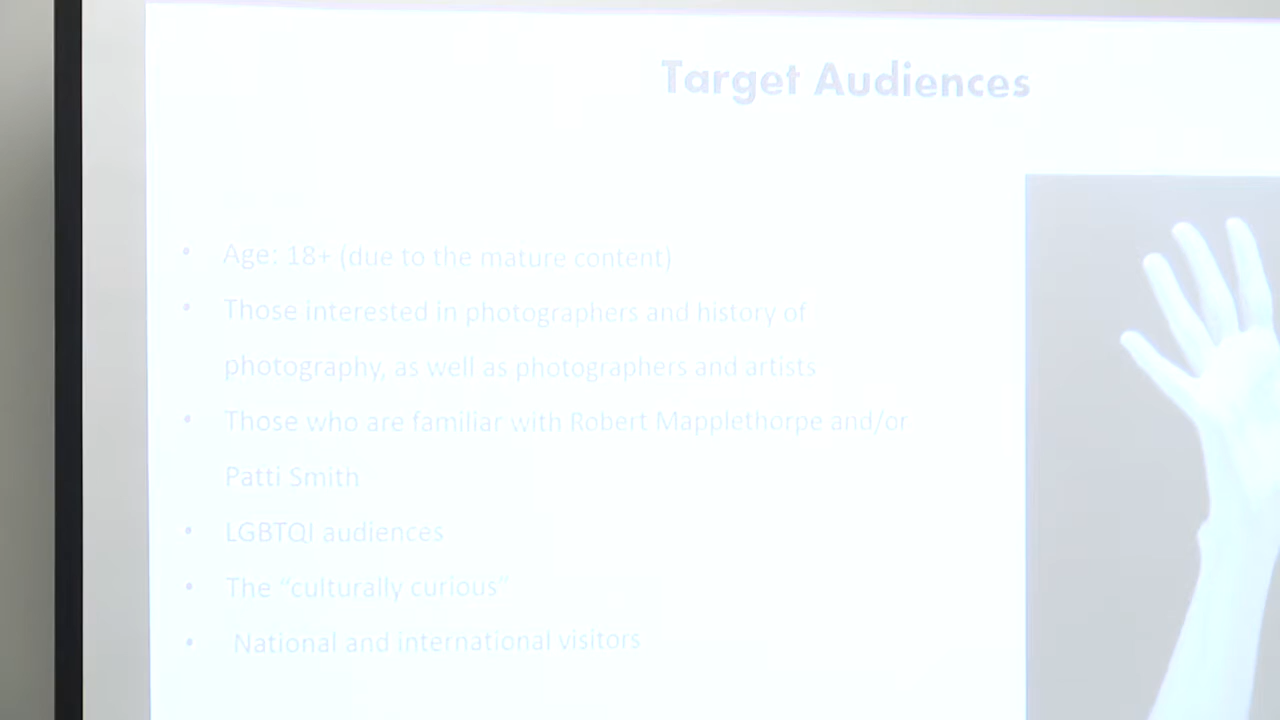 Target Audiences
• Age: 18+ (due to the mature content)
• Those interested in photographers and history of
photography, as well as photographers and artists
• Those who are familiar with Robert Mapplethorpe and/or
Patti Smith
• LGBTQI audiences
• The “culturally curious”
• National and international visitors